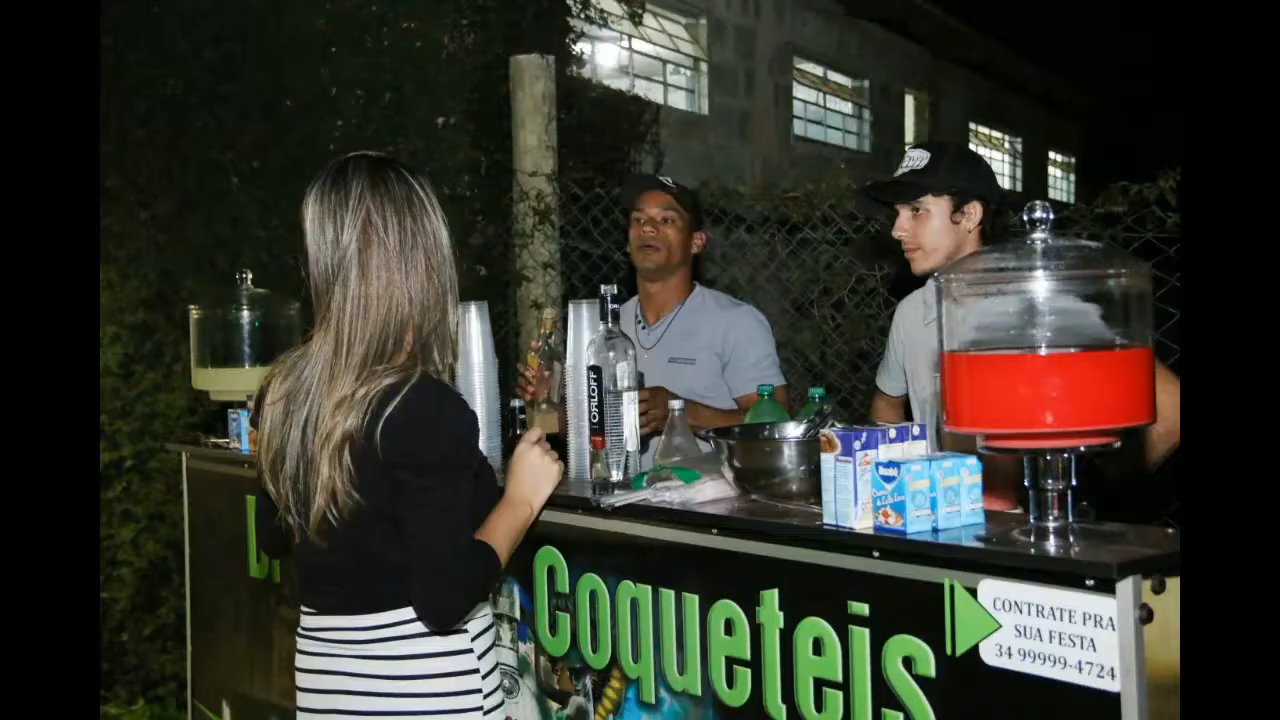 ORLOFF
Coqueteis
CONTRATE PRA
SUA FESTA
34 99999-4724